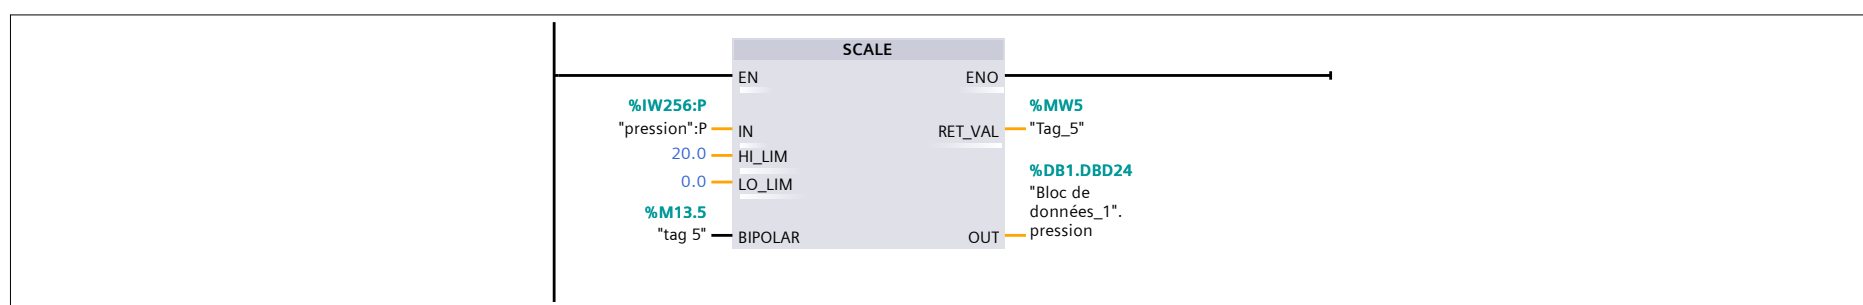 SCALE
EN ENO
%IW256:P %MW5
"pression":P IN RET_VAL "Tag_5"
20.0 HI_LIM
0.0 LO_LIM
%DB1.DBD24
"Bloc de
données_1".
%M13.5
"tag 5" BIPOLAR OUT pression